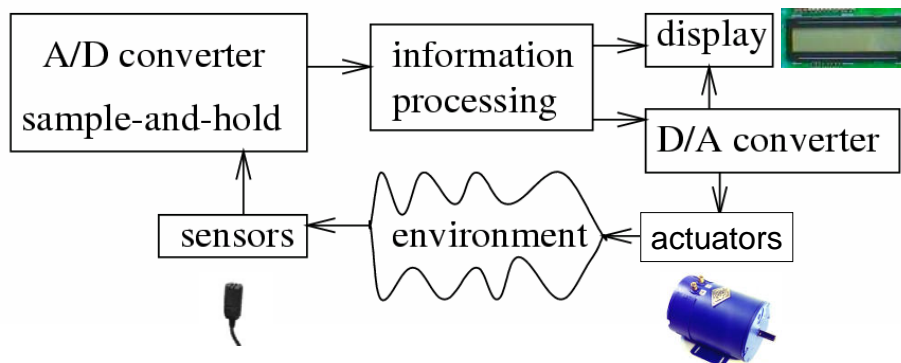 A/D converter
sample-and-hold
information
processing
display
D/A converter
sensors
environment
actuators